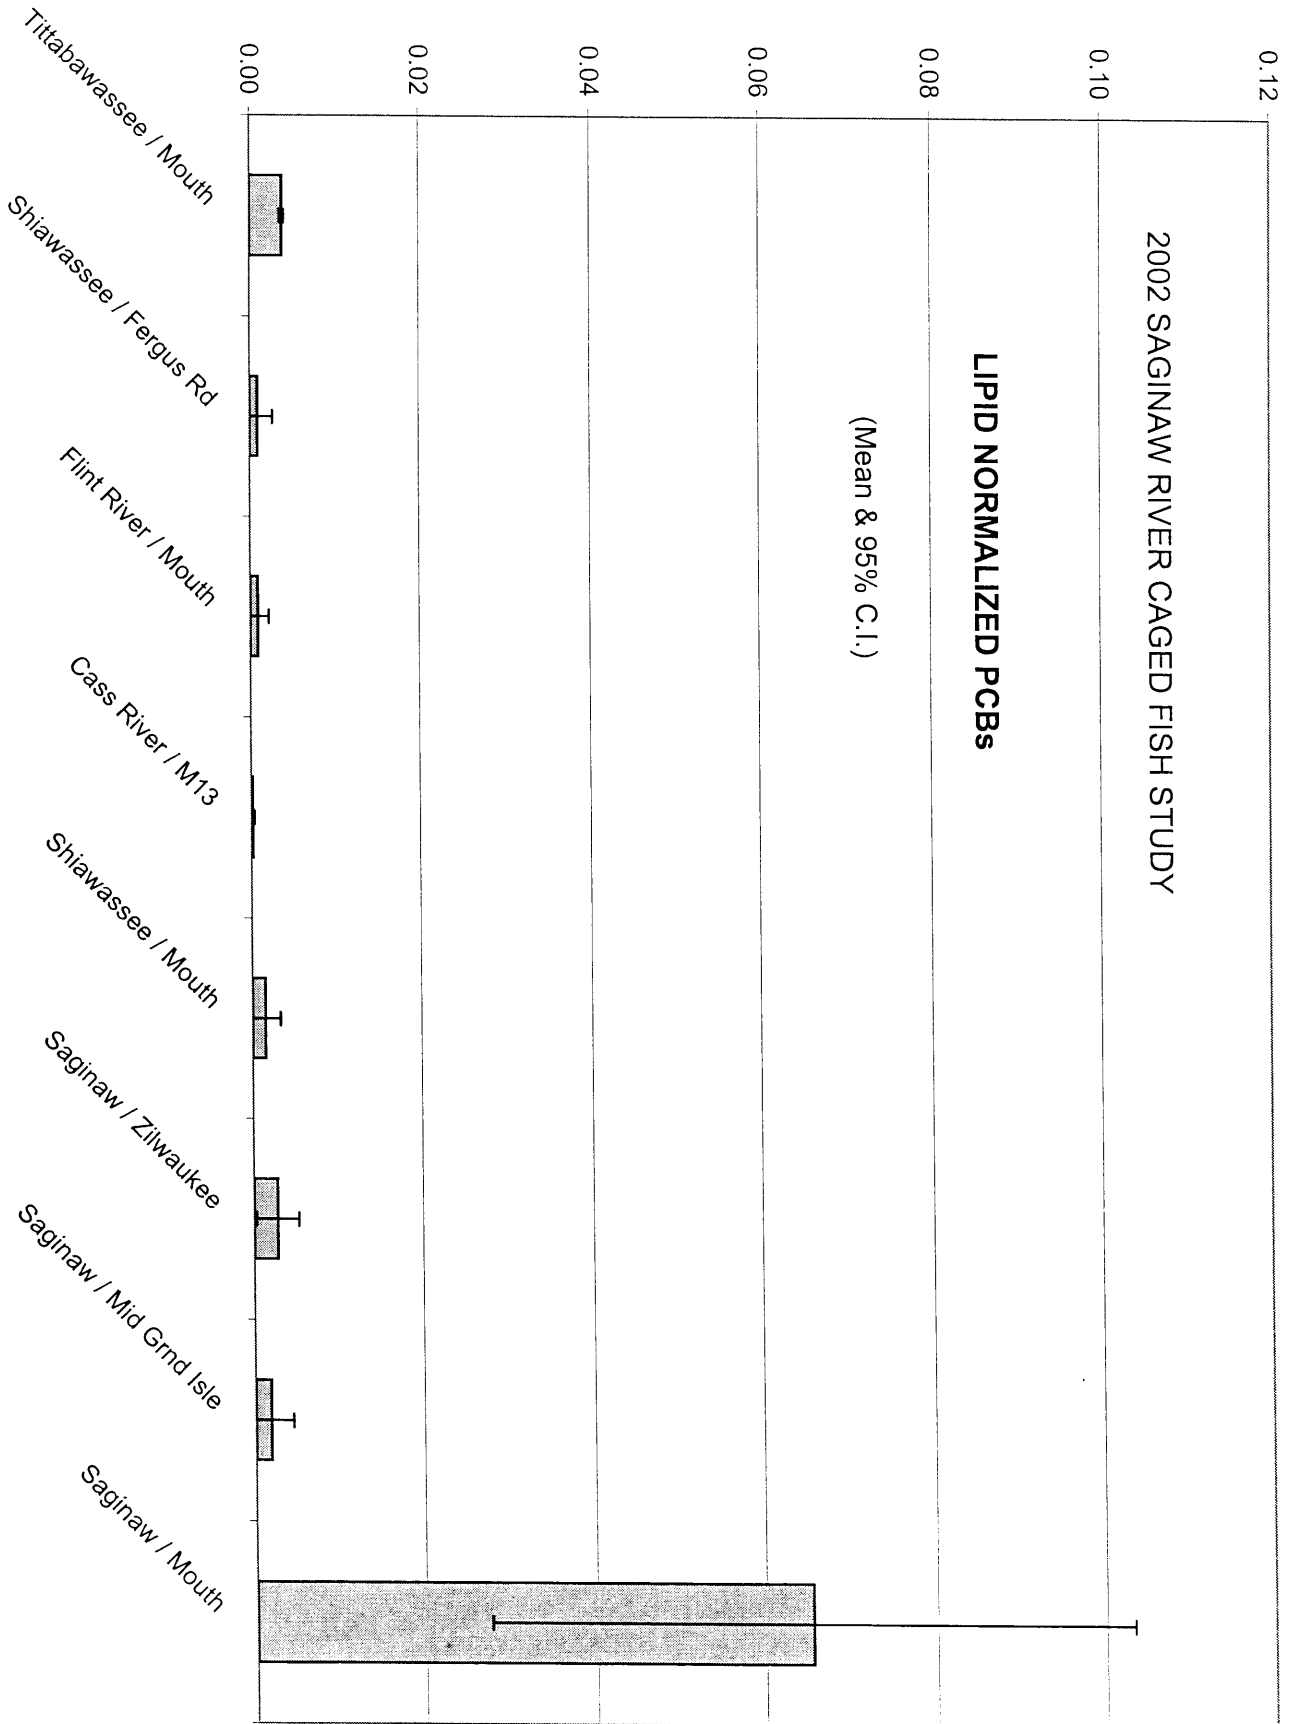 2002 SAGINAW RIVER CAGED FISH STUDY
LIPID NORMALIZED PCBs
(Mean & 95% C.I.)
0.12
0.10
0.08
0.06
0.04
0.02
0.00
Tittabawassee / Mouth
Shiawassee / Fergus Rd
Flint River / Mouth
Cass River / M13
Shiawassee / Mouth
Saginaw / Zilwaukee
Saginaw / Mid Grnd Isle
Saginaw / Mouth